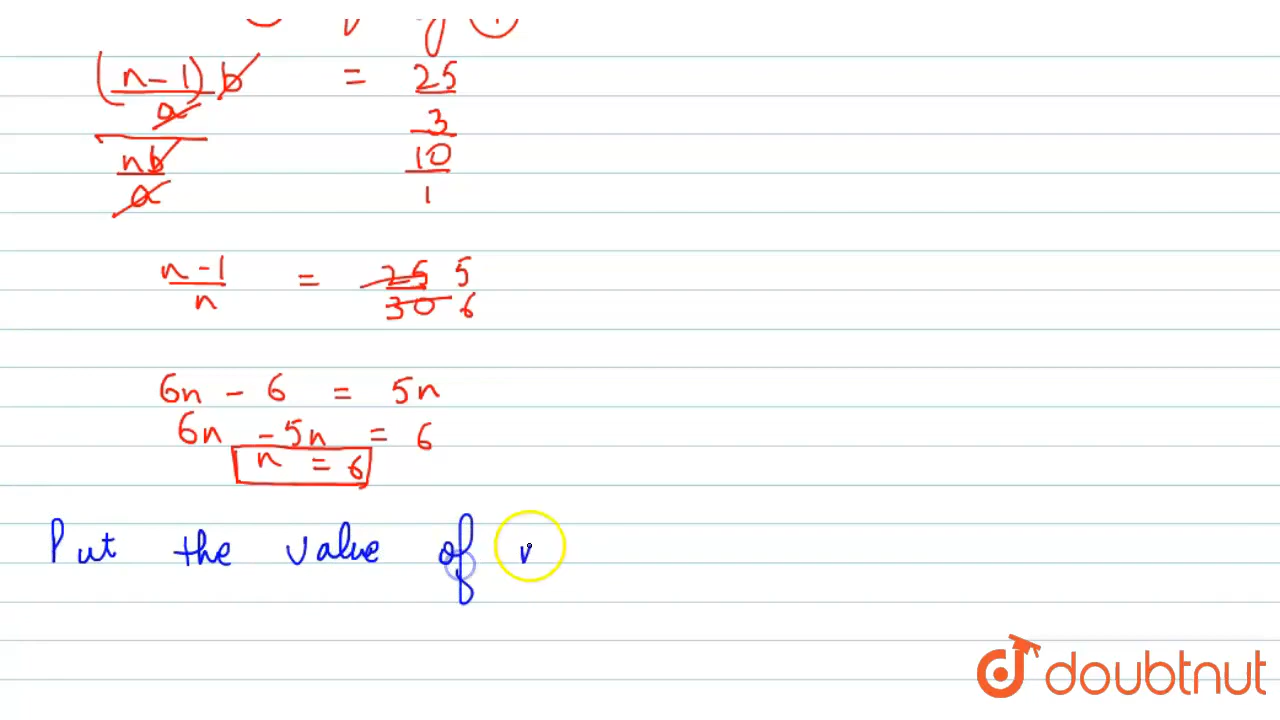 (n-1) b = 25
a 3
nb 10
a 1
n-1 = 25 5
n 30 6
6n - 6 = 5n
6n - 5n = 6
n = 6
Put the value of
doubtnut